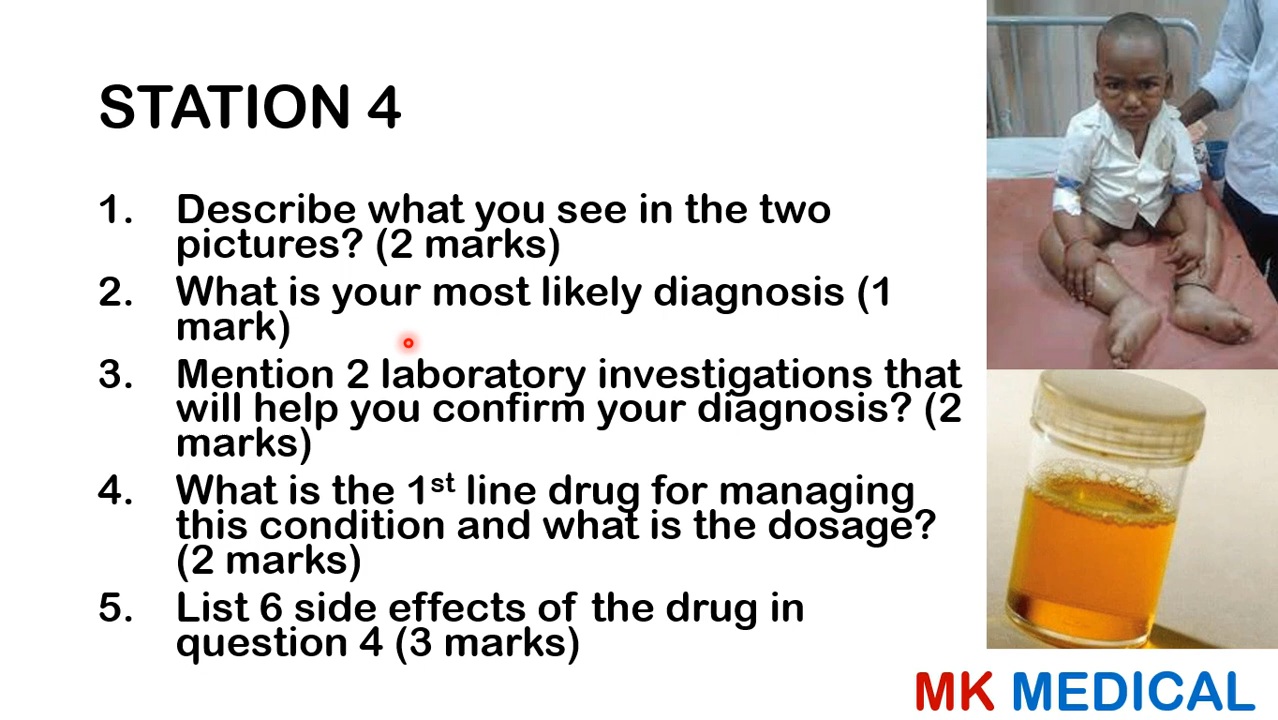 STATION 4
1. Describe what you see in the two
pictures? (2 marks)
2. What is your most likely diagnosis (1
mark)
3. Mention 2 laboratory investigations that
will help you confirm your diagnosis? (2
marks)
4. What is the 1st line drug for managing
this condition and what is the dosage?
(2 marks)
5. List 6 side effects of the drug in
question 4 (3 marks)
MK MEDICAL